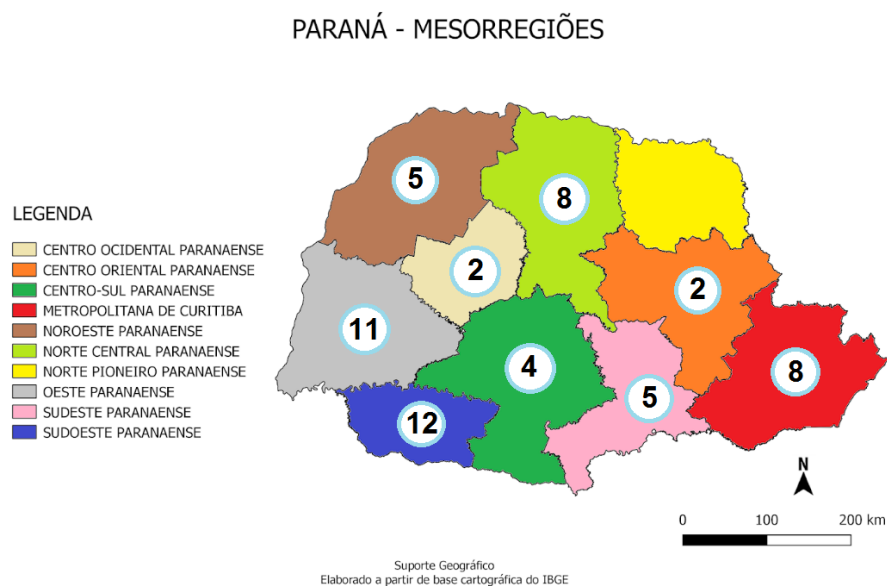 PARANÁ - MESORREGIÕES
LEGENDA
CENTRO OCIDENTAL PARANAENSE
CENTRO ORIENTAL PARANAENSE
CENTRO-SUL PARANAENSE
METROPOLITANA DE CURITIBA
NOROESTE PARANAENSE
NORTE CENTRAL PARANAENSE
NORTE PIONEIRO PARANAENSE
OESTE PARANAENSE
SUDESTE PARANAENSE
SUDOESTE PARANAENSE
5
8
2
2
11
4
8
5
12
N
0 100 200 km
Suporte Geográfico
Elaborado a partir de base cartográfica do IBGE